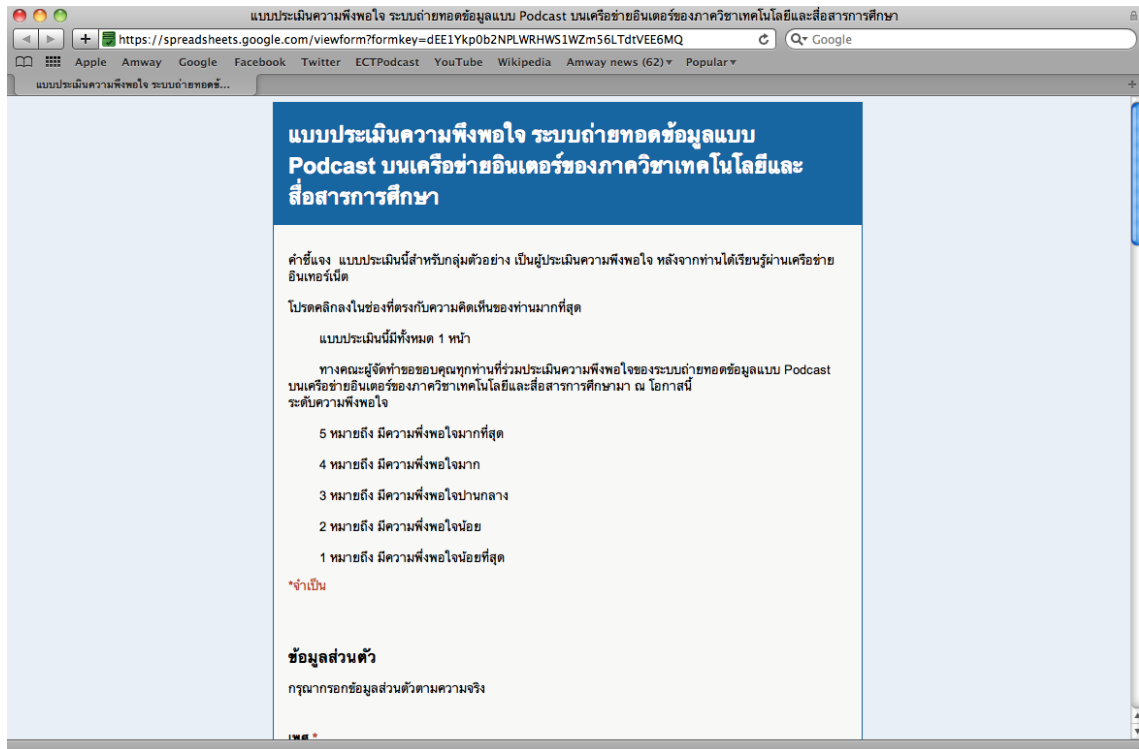 แบบประเมินความพึงพอใจ ระบบถ่ายทอดข้อมูลแบบ Podcast บนเครือข่ายอินเตอร์ของภาควิชาเทคโนโลยีและสื่อสารการศึกษา
https://spreadsheets.google.com/viewform?formkey=dEE1Ykp0b2NPLWRHWS1WZm56LTdtVEE6MQ
Google
Apple Amway Google Facebook Twitter ECTPodcast YouTube Wikipedia Amway news (62) Popular
แบบประเมินความพึงพอใจ ระบบถ่ายทอดข้...
แบบประเมินความพึงพอใจ ระบบถ่ายทอดข้อมูลแบบ
Podcast บนเครือข่ายอินเตอร์ของภาควิชาเทคโนโลยีและ
สื่อสารการศึกษา
คำชี้แจง แบบประเมินนี้สำหรับกลุ่มตัวอย่าง เป็นผู้ประเมินความพึงพอใจ หลังจากท่านได้เรียนรู้ผ่านเครือข่าย
อินเทอร์เน็ต
โปรดคลิกลงในช่องที่ตรงกับความคิดเห็นของท่านมากที่สุด
แบบประเมินนี้มีทั้งหมด 1 หน้า
ทางคณะผู้จัดทำขอขอบคุณทุกท่านที่ร่วมประเมินความพึงพอใจของระบบถ่ายทอดข้อมูลแบบ Podcast
บนเครือข่ายอินเตอร์ของภาควิชาเทคโนโลยีและสื่อสารการศึกษามา ณ โอกาสนี้
ระดับความพึงพอใจ
5 หมายถึง มีความพึ่งพอใจมากที่สุด
4 หมายถึง มีความพึ่งพอใจมาก
3 หมายถึง มีความพึ่งพอใจปานกลาง
2 หมายถึง มีความพึ่งพอใจน้อย
1 หมายถึง มีความพึ่งพอใจน้อยที่สุด
*จำเป็น
ข้อมูลส่วนตัว
กรุณากรอกข้อมูลส่วนตัวตามความจริง
เพศ *